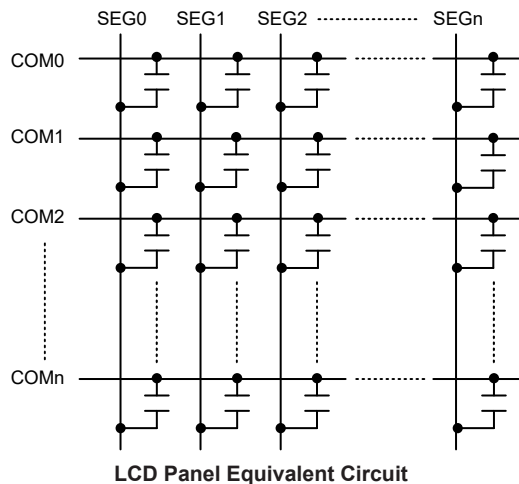 SEG0 SEG1 SEG2 SEGn
COM0
COM1
COM2
COMn
LCD Panel Equivalent Circuit